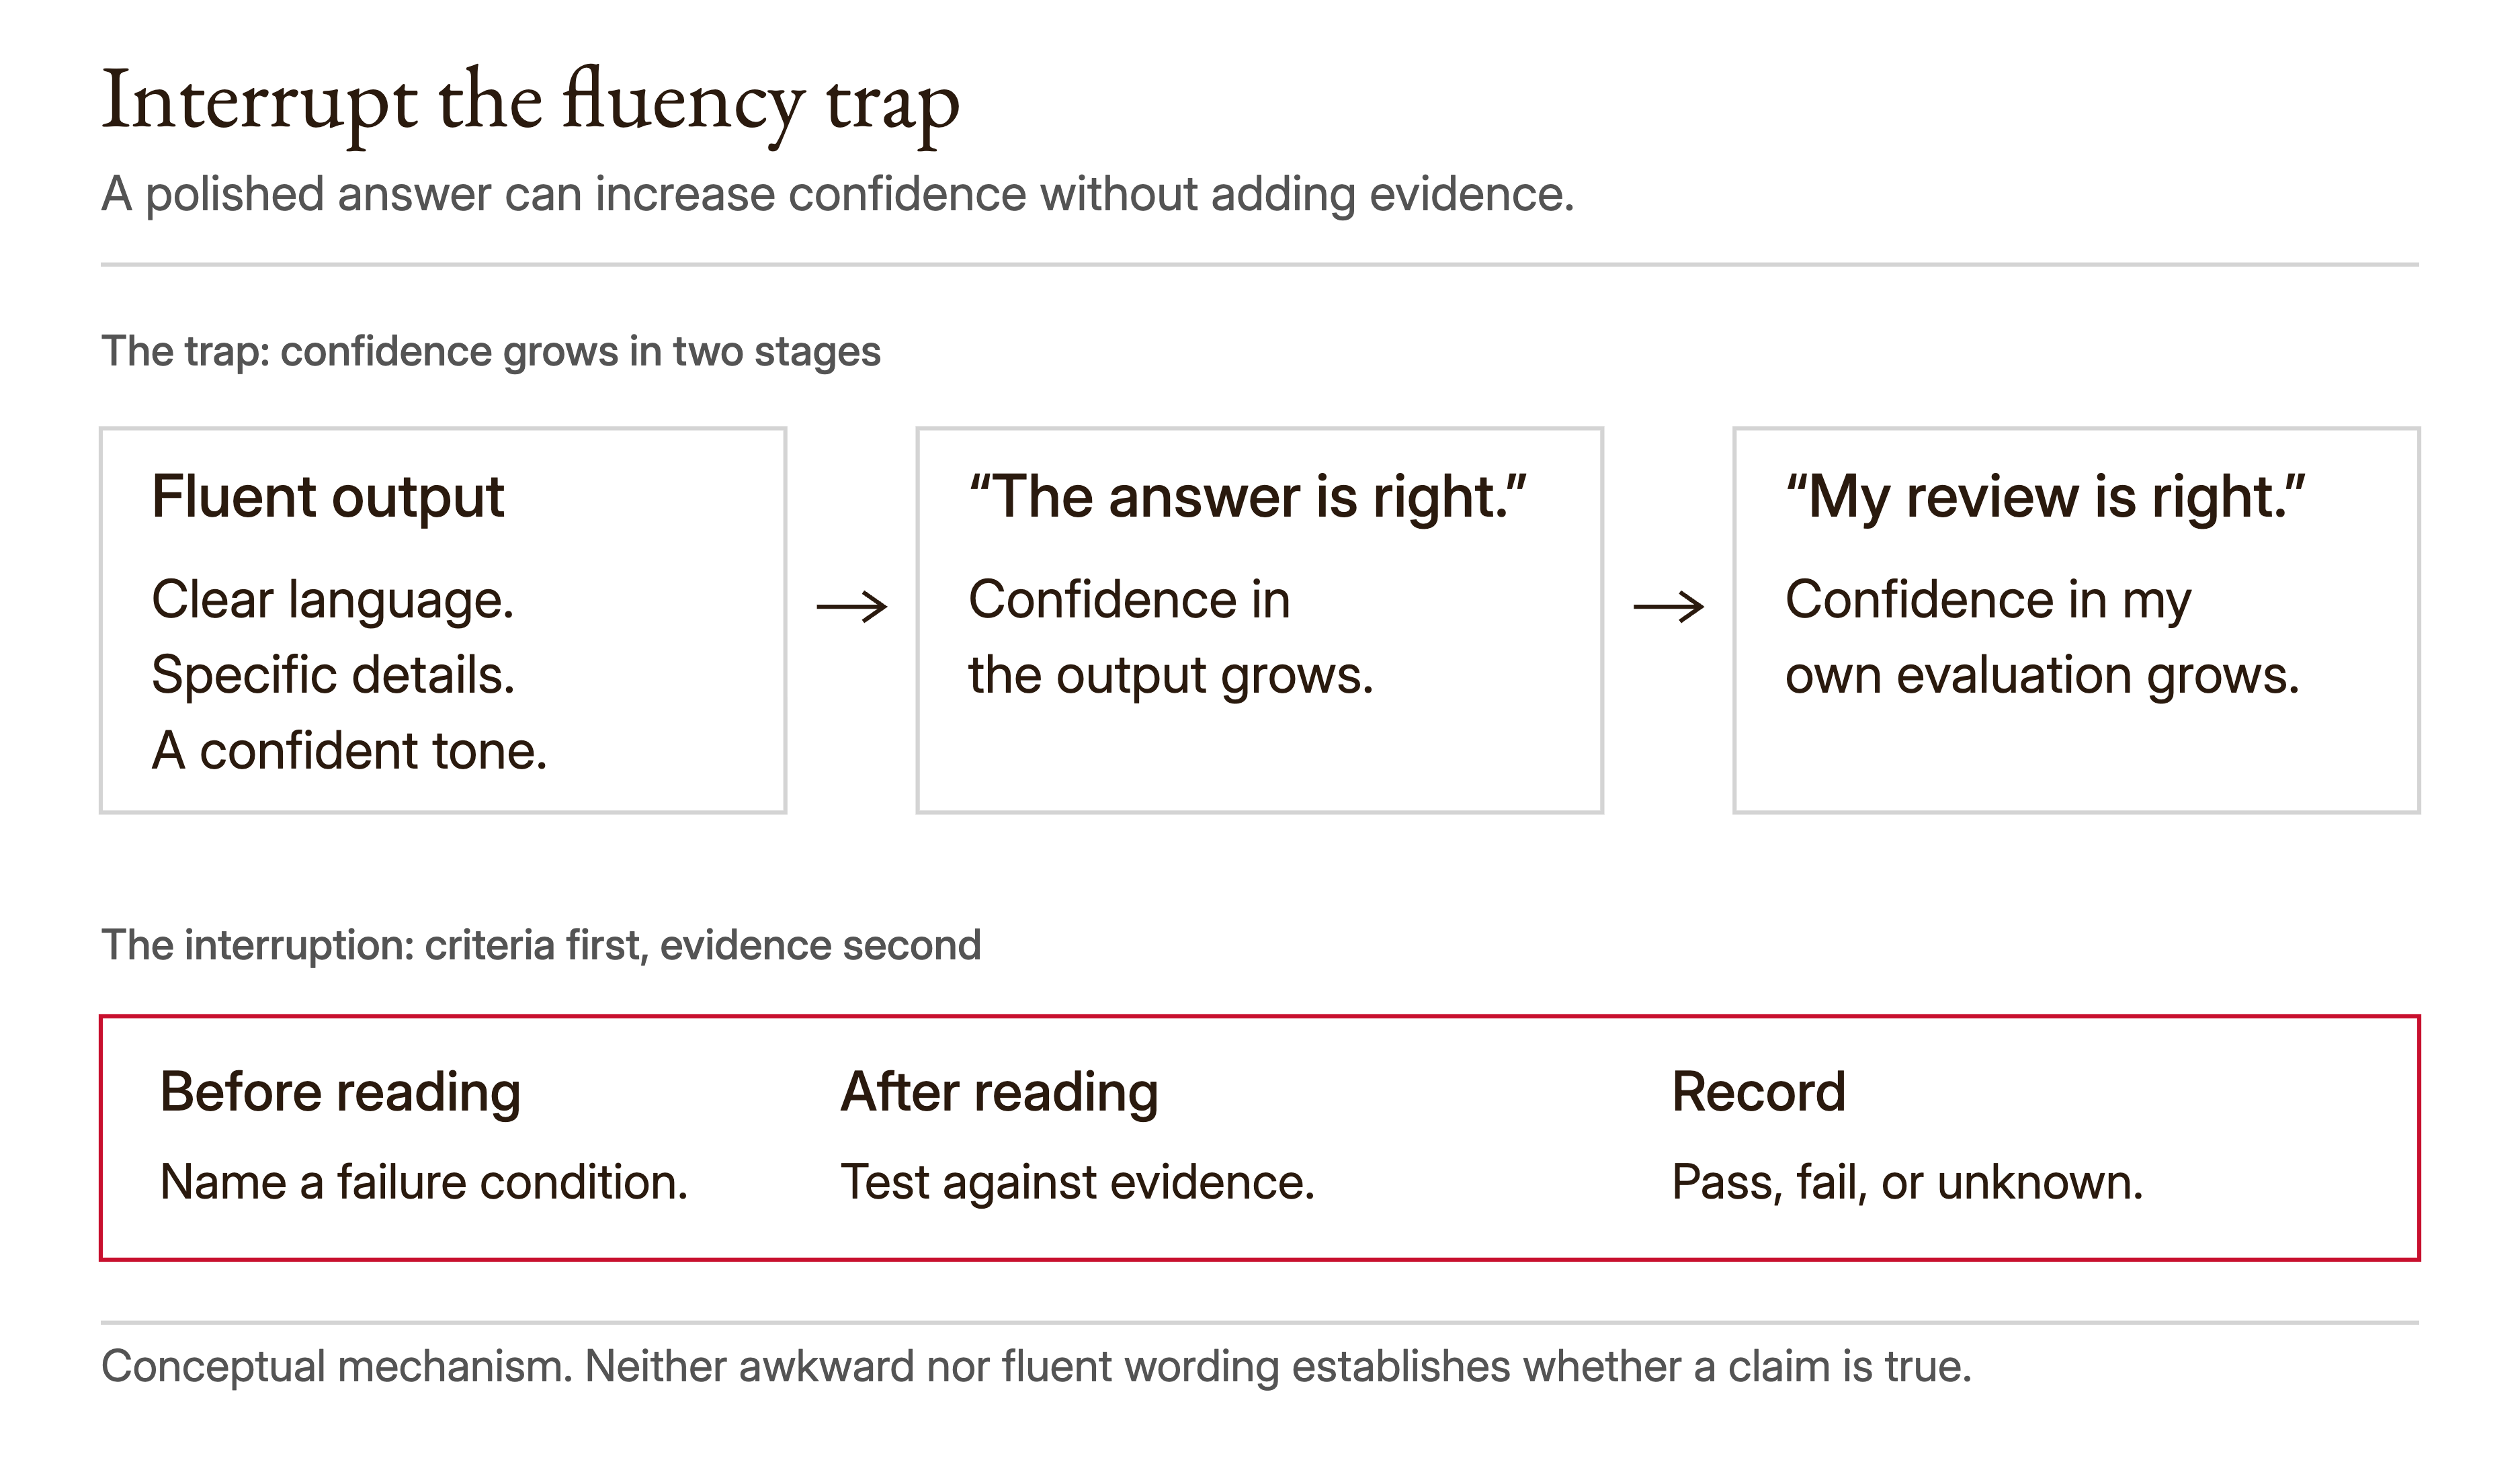 Interrupt the fluency trap
A polished answer can increase confidence without adding evidence.
The trap: confidence grows in two stages
Fluent output
Clear language.
Specific details.
A confident tone.
“The answer is right.”
Confidence in
the output grows.
“My review is right.”
Confidence in my
own evaluation grows.
The interruption: criteria first, evidence second
Before reading
Name a failure condition.
After reading
Test against evidence.
Record
Pass, fail, or unknown.
Conceptual mechanism. Neither awkward nor fluent wording establishes whether a claim is true.